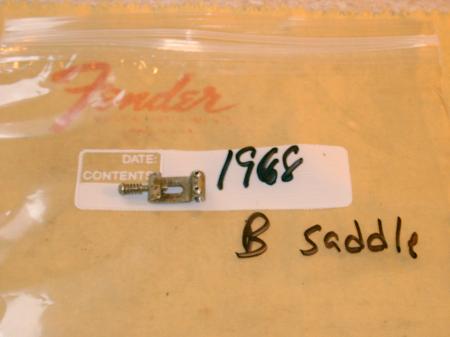 Fender
DATE:
CONTENTS:
1968
B saddle